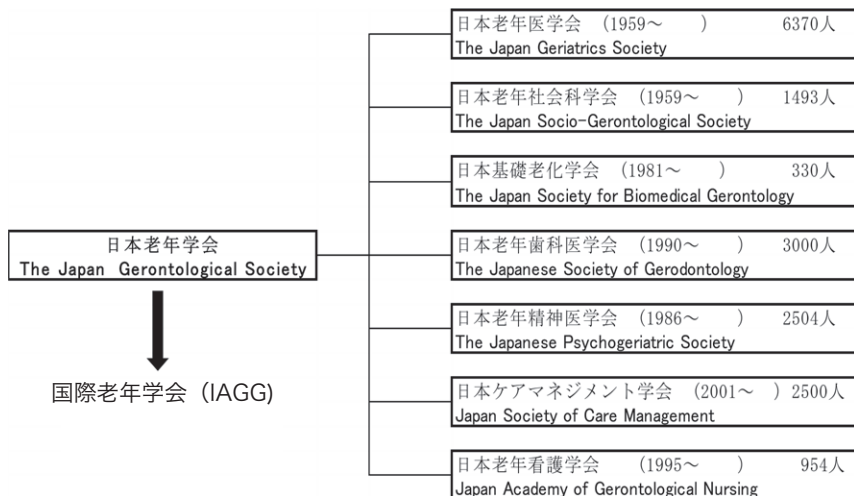 日本老年医学会 (1959～ ) 6370人
The Japan Geriatrics Society
日本老年社会科学会 (1959～ ) 1493人
The Japan Socio-Gerontological Society
日本基礎老化学会 (1981～ ) 330人
The Japan Society for Biomedical Gerontology
日本老年学会
The Japan Gerontological Society
日本老年歯科医学会 (1990～ ) 3000人
The Japanese Society of Gerodontology
日本老年精神医学会 (1986～ ) 2504人
The Japanese Psychogeriatric Society
国際老年学会（IAGG)
日本ケアマネジメント学会 (2001～ ) 2500人
Japan Society of Care Management
日本老年看護学会 (1995～ ) 954人
Japan Academy of Gerontological Nursing